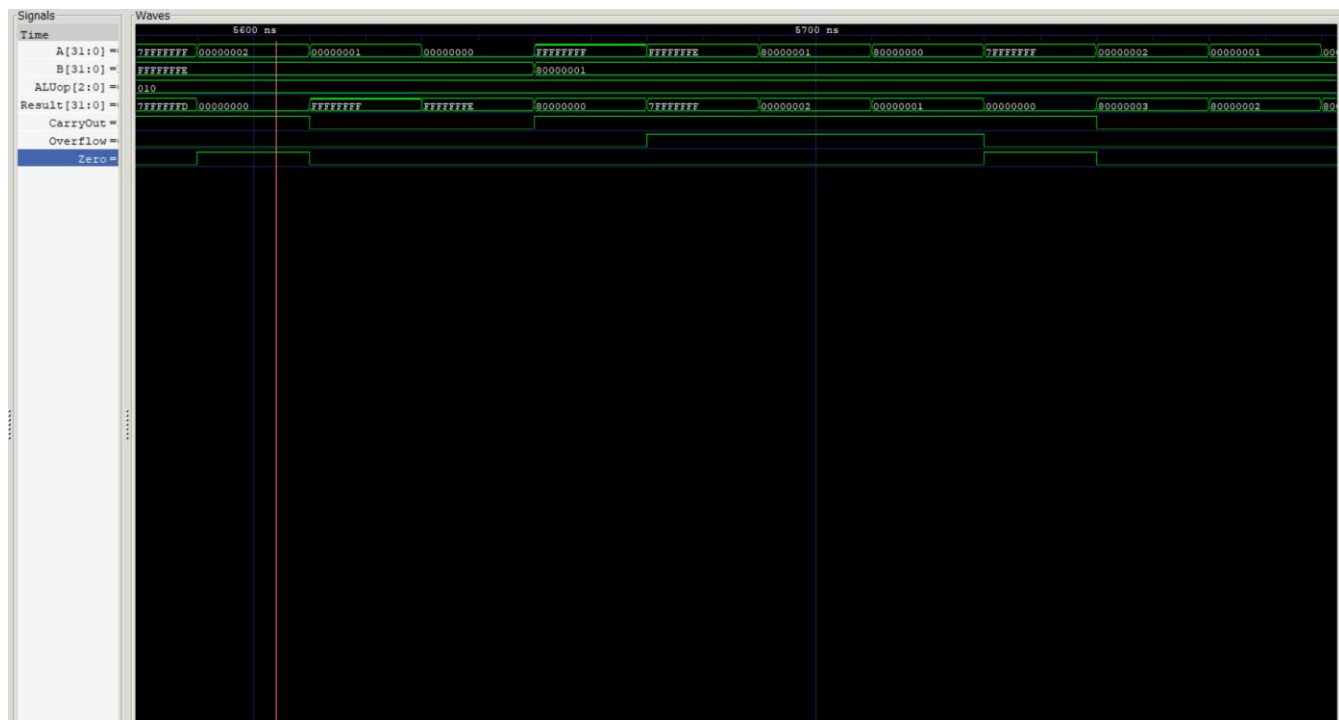 Signals
Waves
Time
5600 ns
5700 ns
A[31:0] =
7FFFFFFF 00000002 00000001 00000000 FFFFFFFF FFFFFFFE 80000001 80000000 7FFFFFFF 00000002 00000001 00
B[31:0] =
FFFFFFFE 80000001
ALUop[2:0] =
010
Result[31:0] =
7FFFFFFD 00000000 FFFFFFFF FFFFFFFE 80000000 7FFFFFFF 00000002 00000001 00000000 80000003 80000002 80
CarryOut =
Overflow =
Zero =